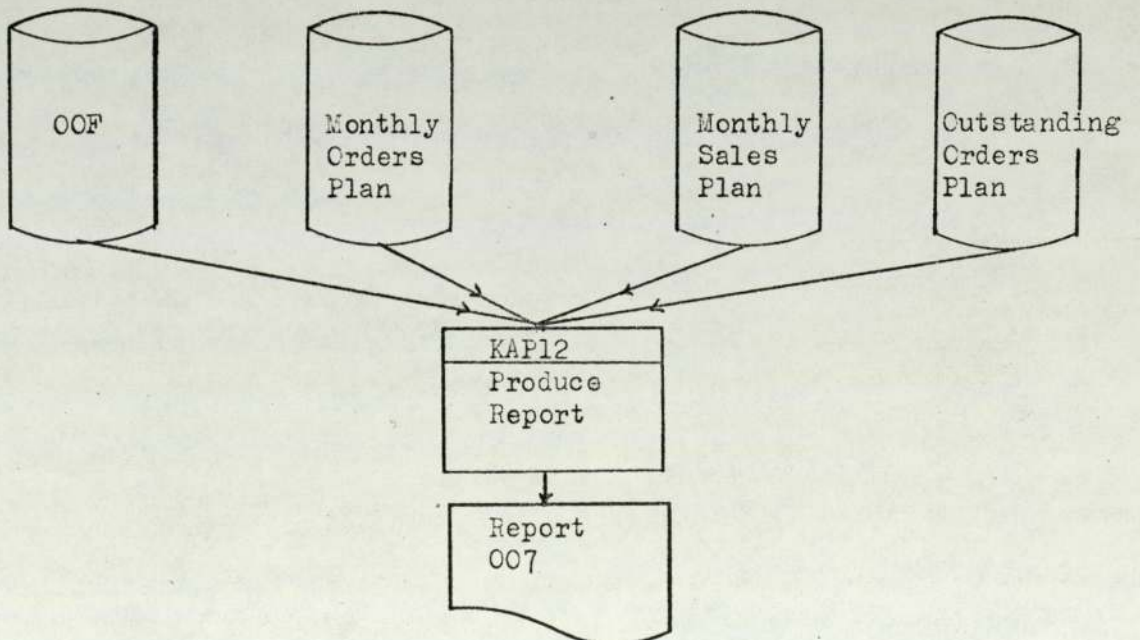 OOF
Monthly
Orders
Plan
Monthly
Sales
Plan
Outstanding
Orders
Plan
KAP12
Produce
Report
Report
007